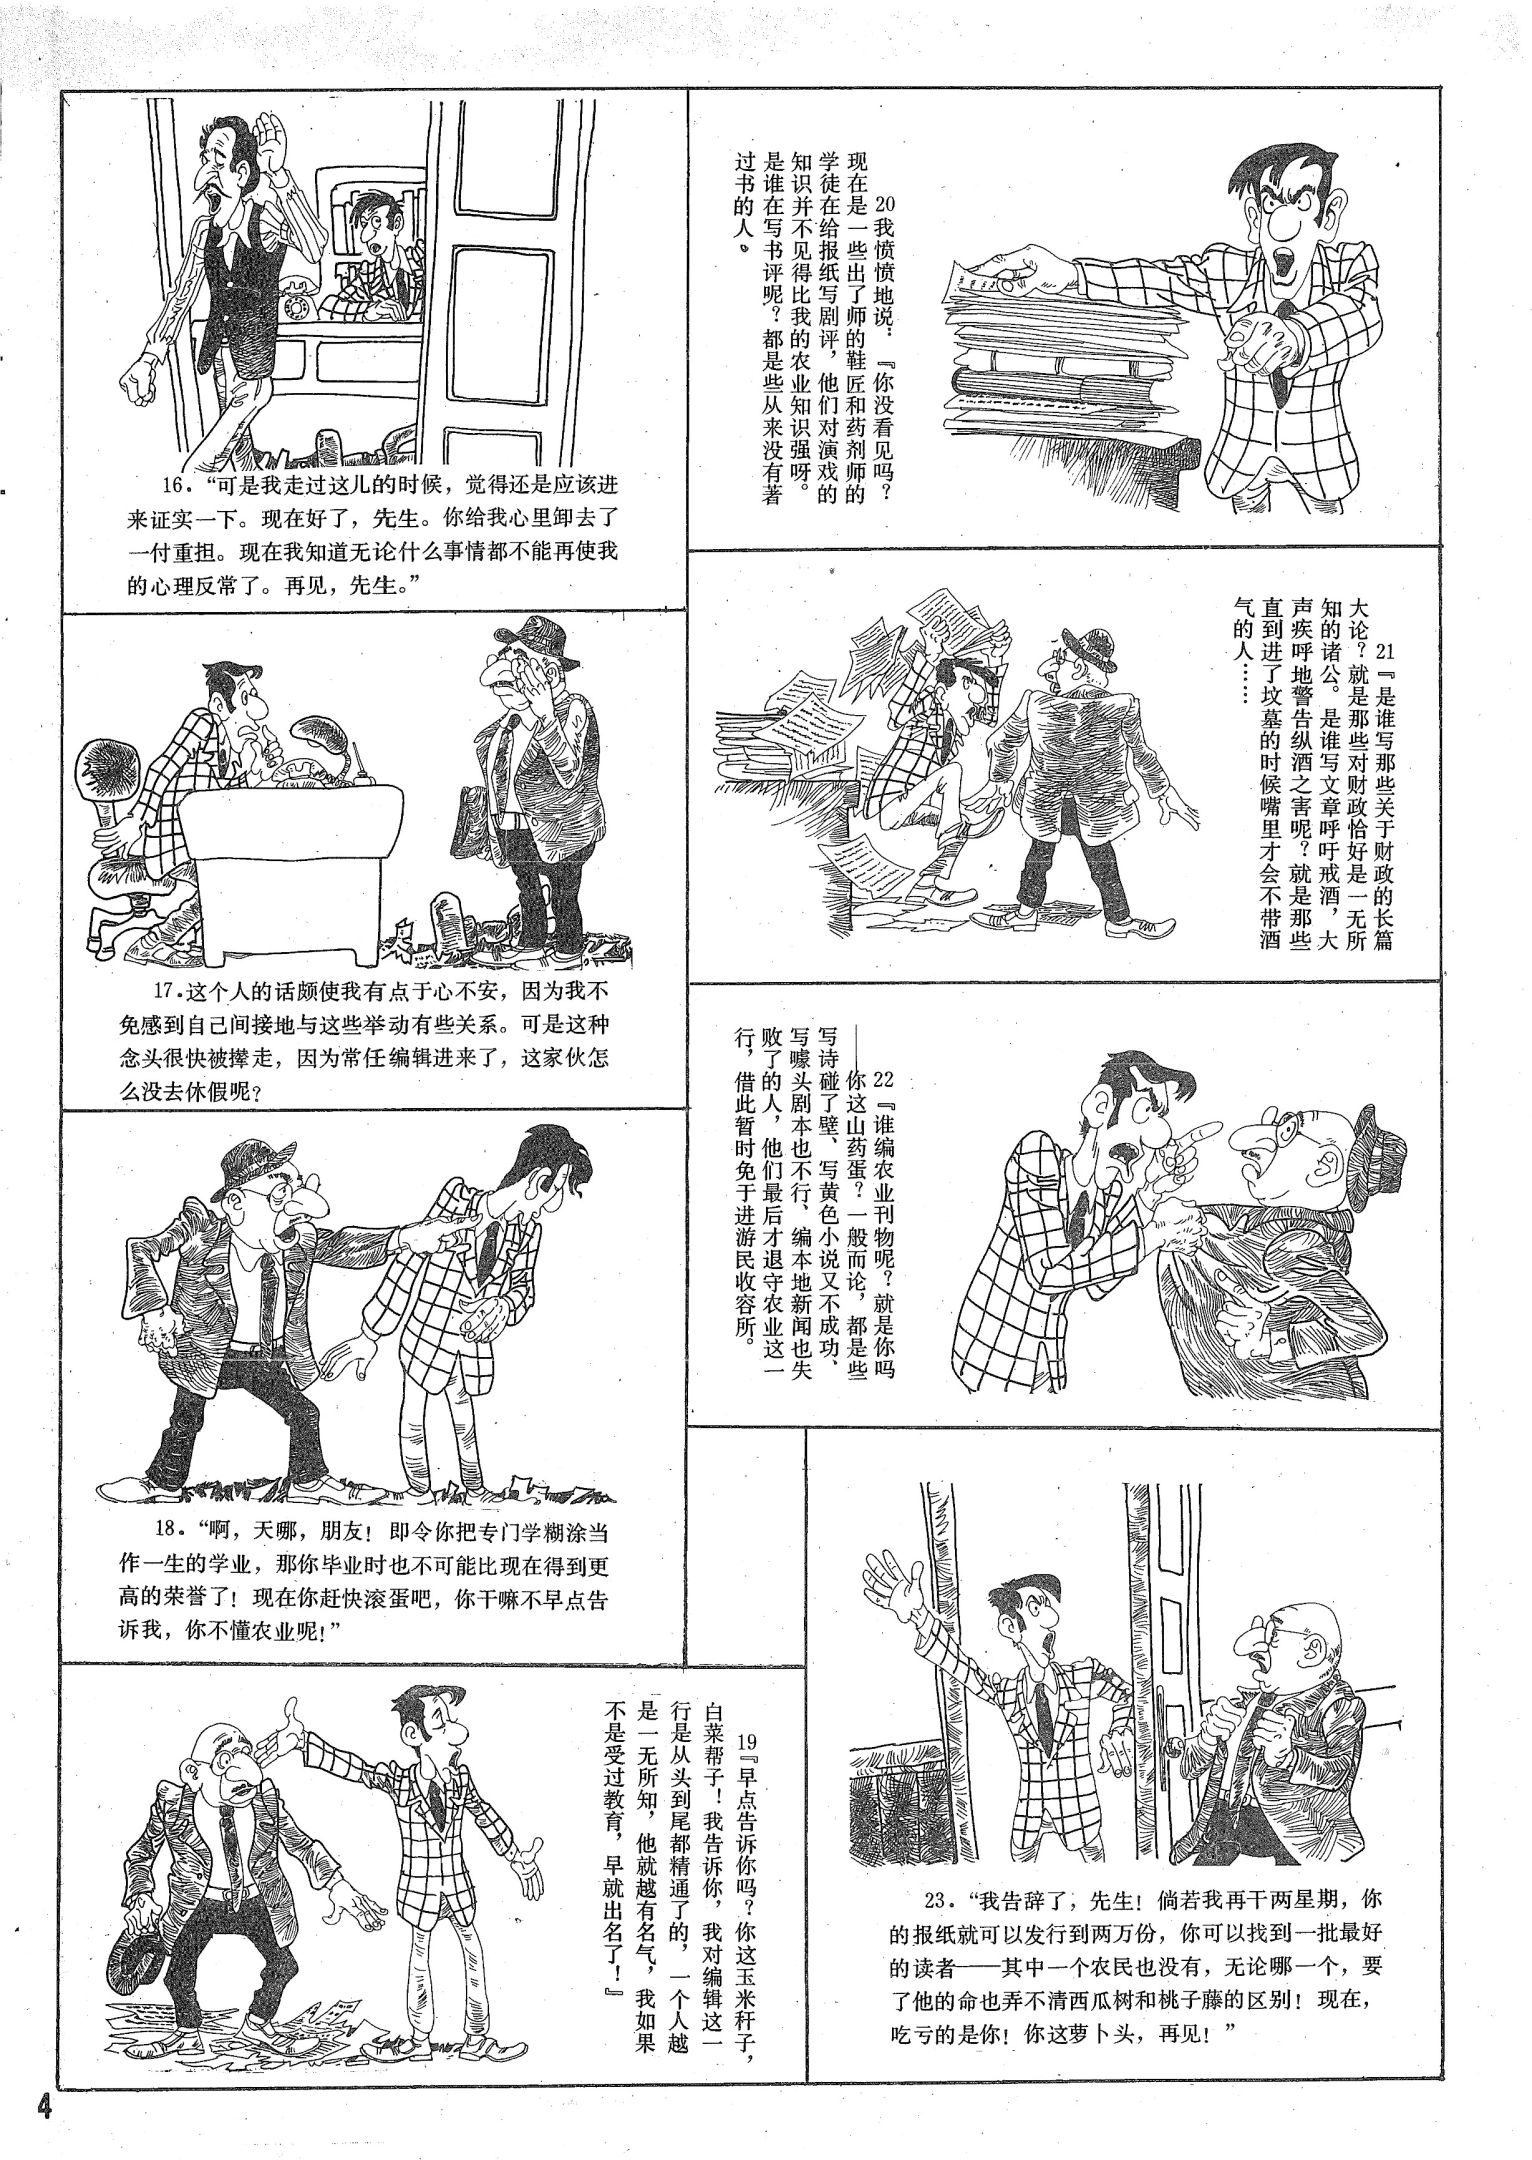 16．“可是我走过这儿的时候，觉得还是应该进
来证实一下。现在好了，先生。你给我心里卸去了
一付重担。现在我知道无论什么事情都不能再使我
的心理反常了。再见，先生。”
17．这个人的话颇使我有点于心不安，因为我不
免感到自己间接地与这些举动有些关系。可是这种
念头很快被撵走，因为常任编辑进来了，这家伙怎
么没去休假呢？
18．“啊，天哪，朋友！即令你把专门学糊涂当
作一生的学业，那你毕业时也不可能比现在得到更
高的荣誉了！现在你赶快滚蛋吧，你干嘛不早点告
诉我，你不懂农业呢！”
19『早点告诉你吗？你这玉米秆子，
白菜帮子！我告诉你，我对编辑这一
行是从头到尾都精通了的，一个人越
是一无所知，他就越有名气，我如果
不是受过教育，早就出名了！』
20我愤愤地说：『你没看见吗？
现在是一些出了师的鞋匠和药剂师的
学徒在给报纸写剧评，他们对演戏的
知识并不见得比我的农业知识强呀。
是谁在写书评呢？都是些从来没有著
过书的人。
21『是谁写那些关于财政的长篇
大论？就是那些对财政恰好是一无所
知的诸公。是谁写文章呼吁戒酒，大
声疾呼地警告纵酒之害呢？就是那些
直到进了坟墓的时候嘴里才会不带酒
气的人……
22『谁编农业刊物呢？就是你吗
——你这山药蛋？一般而论，都是些
写诗碰了壁、写黄色小说又不成功、
写噱头剧本也不行、编本地新闻也失
败了的人，他们最后才退守农业这一
行，借此暂时免于进游民收容所。
23．“我告辞了，先生！倘若我再干两星期，你
的报纸就可以发行到两万份，你可以找到一批最好
的读者——其中一个农民也没有，无论哪一个，要
了他的命也弄不清西瓜树和桃子藤的区别！现在，
吃亏的是你！你这萝卜头，再见！”
4